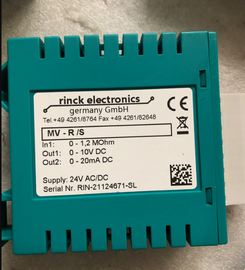 rinck electronics
germany GmbH
Tel.+49 4261/8764 Fax +49 4261/82648
MV - R /S
In1: 0 - 1,2 MOhm
Out1: 0 - 10V DC
Out2: 0 - 20mA DC
Supply: 24V AC/DC
Serial Nr. RIN-21124671-SL
CE